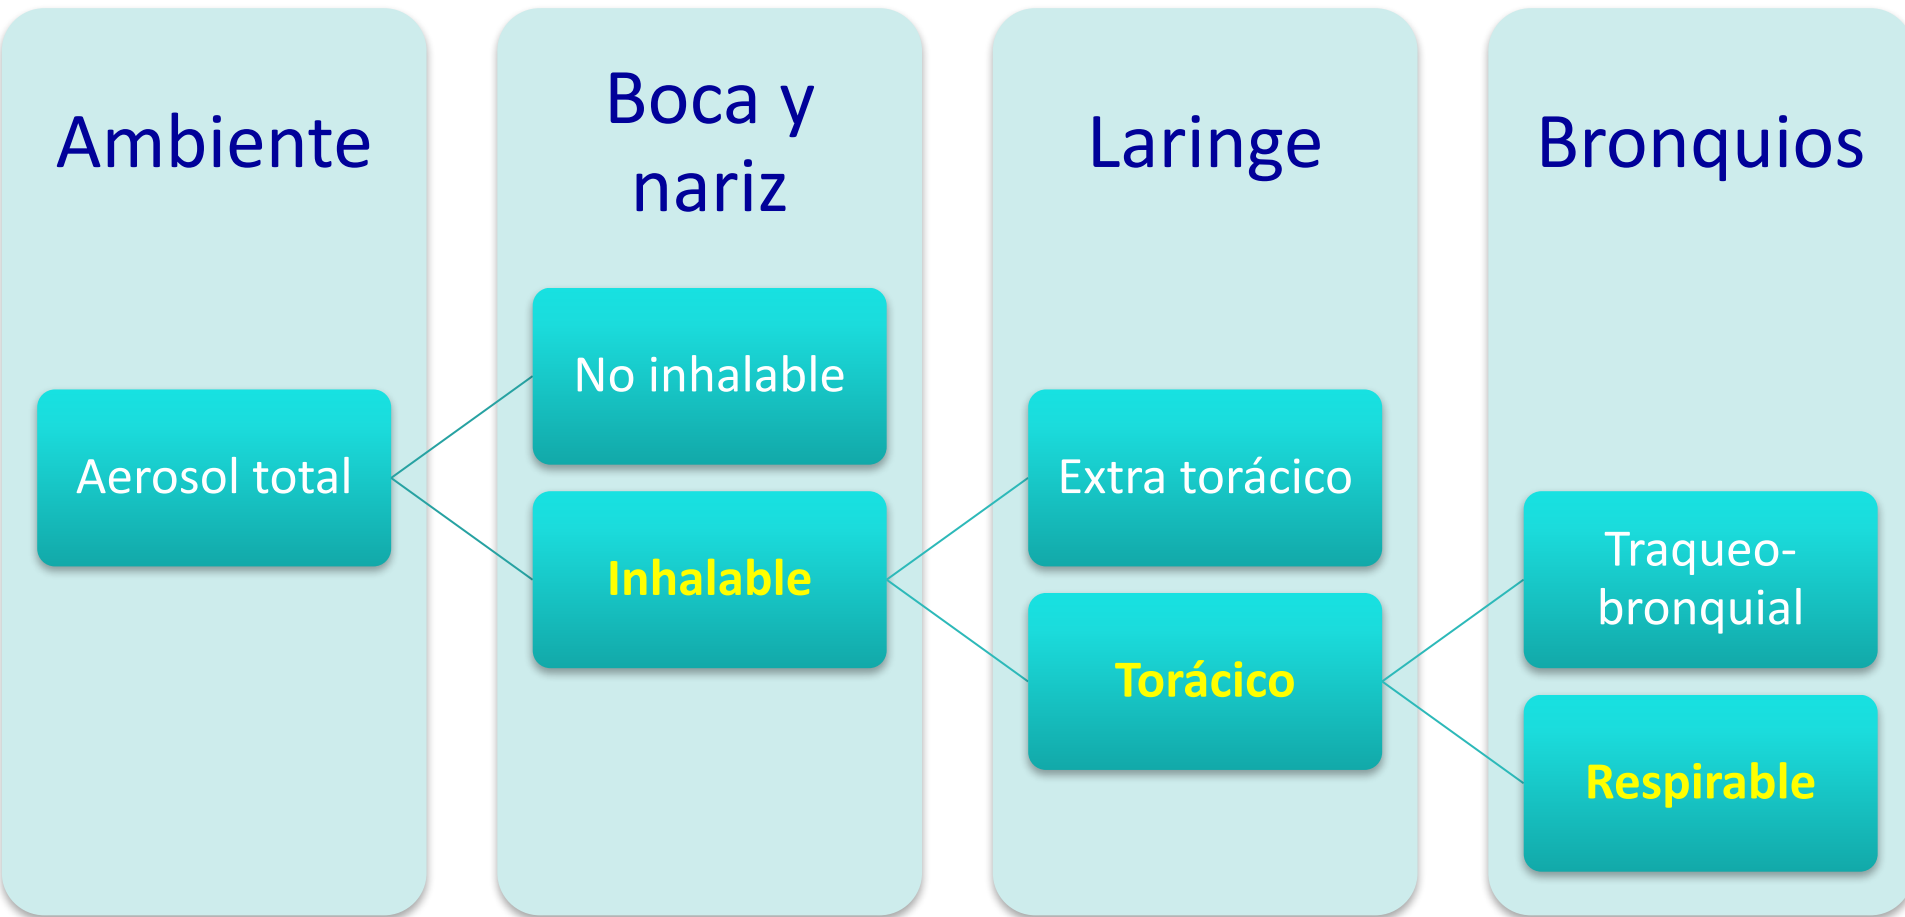 Ambiente
Aerosol total
Boca y
nariz
No inhalable
Inhalable
Laringe
Extra torácico
Torácico
Bronquios
Traqueo-
bronquial
Respirable